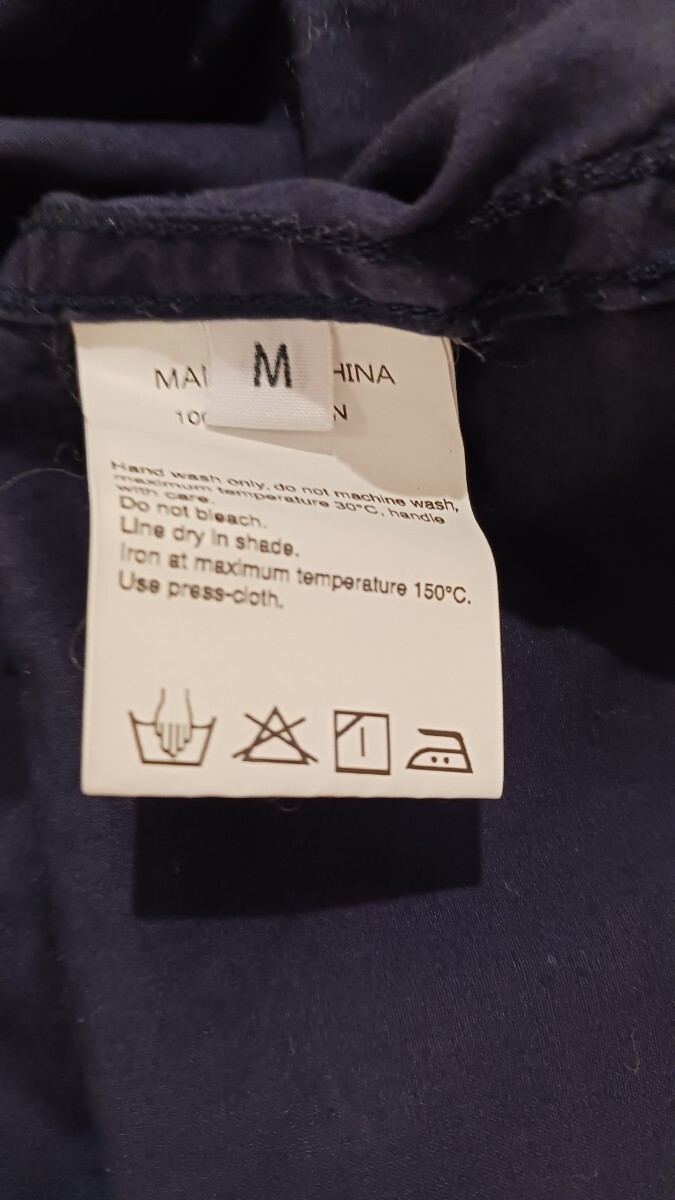 M
MA HINA
100 N
Hand wash only, do not machine wash,
maximum temperature 30°C, handle
with care.
Do not bleach.
Line dry in shade.
Iron at maximum temperature 150°C.
Use press-cloth.